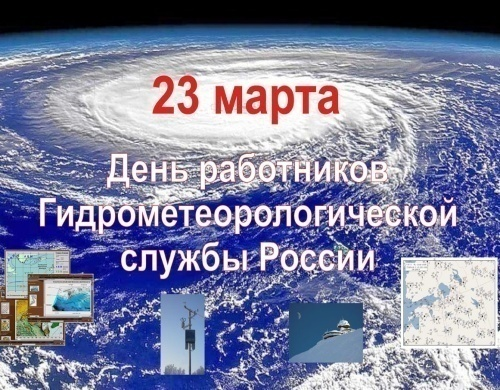 23 марта
День работников
Гидрометеорологической
службы России